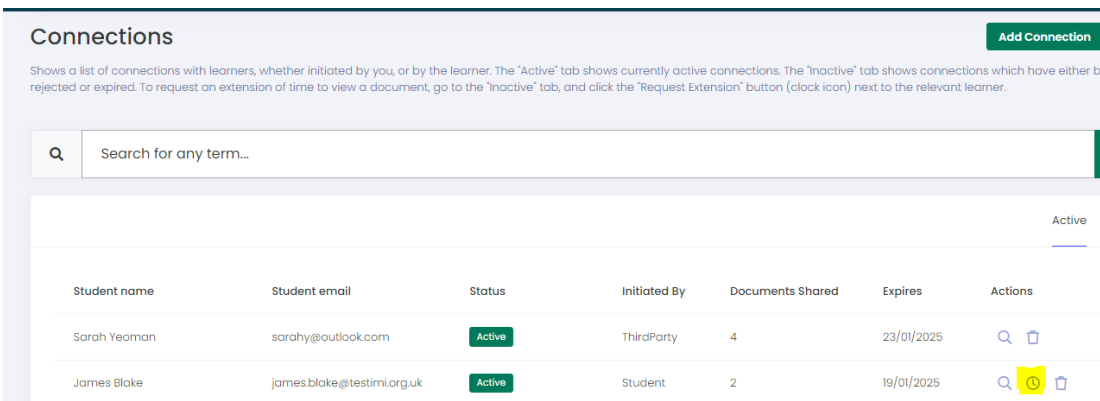 Connections
Add Connection
Shows a list of connections with learners, whether initiated by you, or by the learner. The "Active" tab shows currently active connections. The "Inactive" tab shows connections which have either b
rejected or expired. To request an extension of time to view a document, go to the "Inactive" tab, and click the "Request Extension" button (clock icon) next to the relevant learner.
Search for any term...
Active
Student name Student email Status Initiated By Documents Shared Expires Actions
Sarah Yeoman sarahy@outlook.com Active ThirdParty 4 23/01/2025
James Blake james.blake@testimi.org.uk Active Student 2 19/01/2025